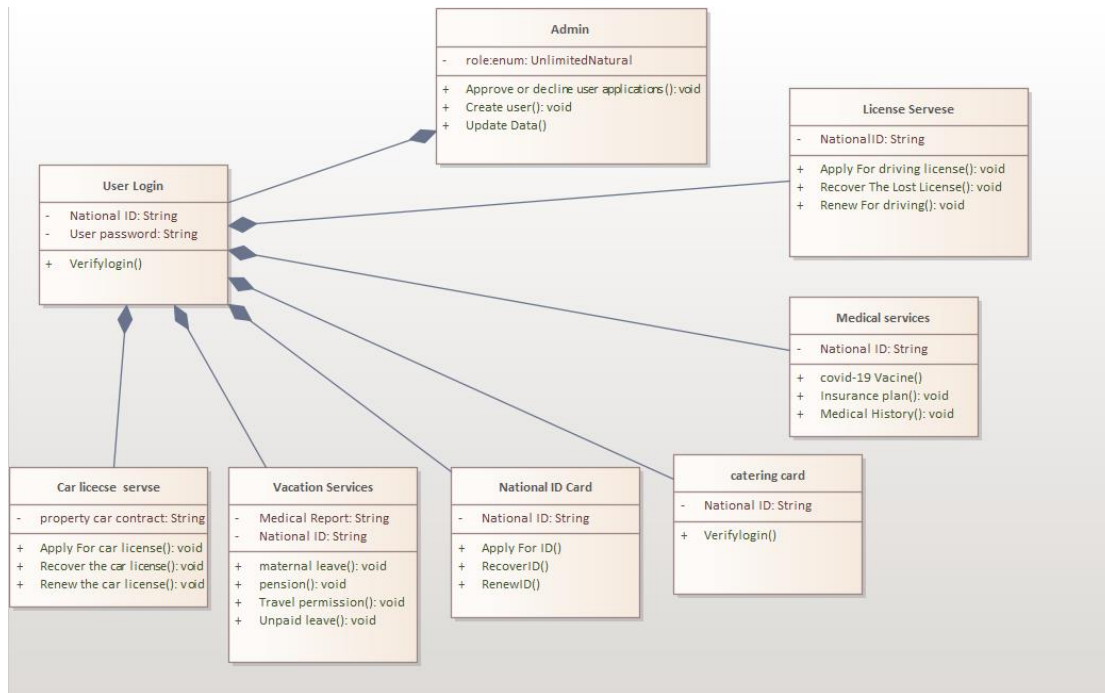 Admin
- role:enum: UnlimitedNatural
+ Approve or decline user applications(): void
+ Create user(): void
+ Update Data()
License Servese
- NationalID: String
+ Apply For driving license(): void
+ Recover The Lost License(): void
+ Renew For driving(): void
User Login
- National ID: String
- User password: String
+ Verifylogin()
Medical services
- National ID: String
+ covid-19 Vacine()
+ Insurance plan(): void
+ Medical History(): void
Car licecse servse
- property car contract: String
+ Apply For car license(): void
+ Recover the car license(): void
+ Renew the car license(): void
Vacation Services
- Medical Report: String
- National ID: String
+ maternal leave(): void
+ pension(): void
+ Travel permission(): void
+ Unpaid leave(): void
National ID Card
- National ID: String
+ Apply For ID()
+ RecoverID()
+ RenewID()
catering card
- National ID: String
+ Verifylogin()